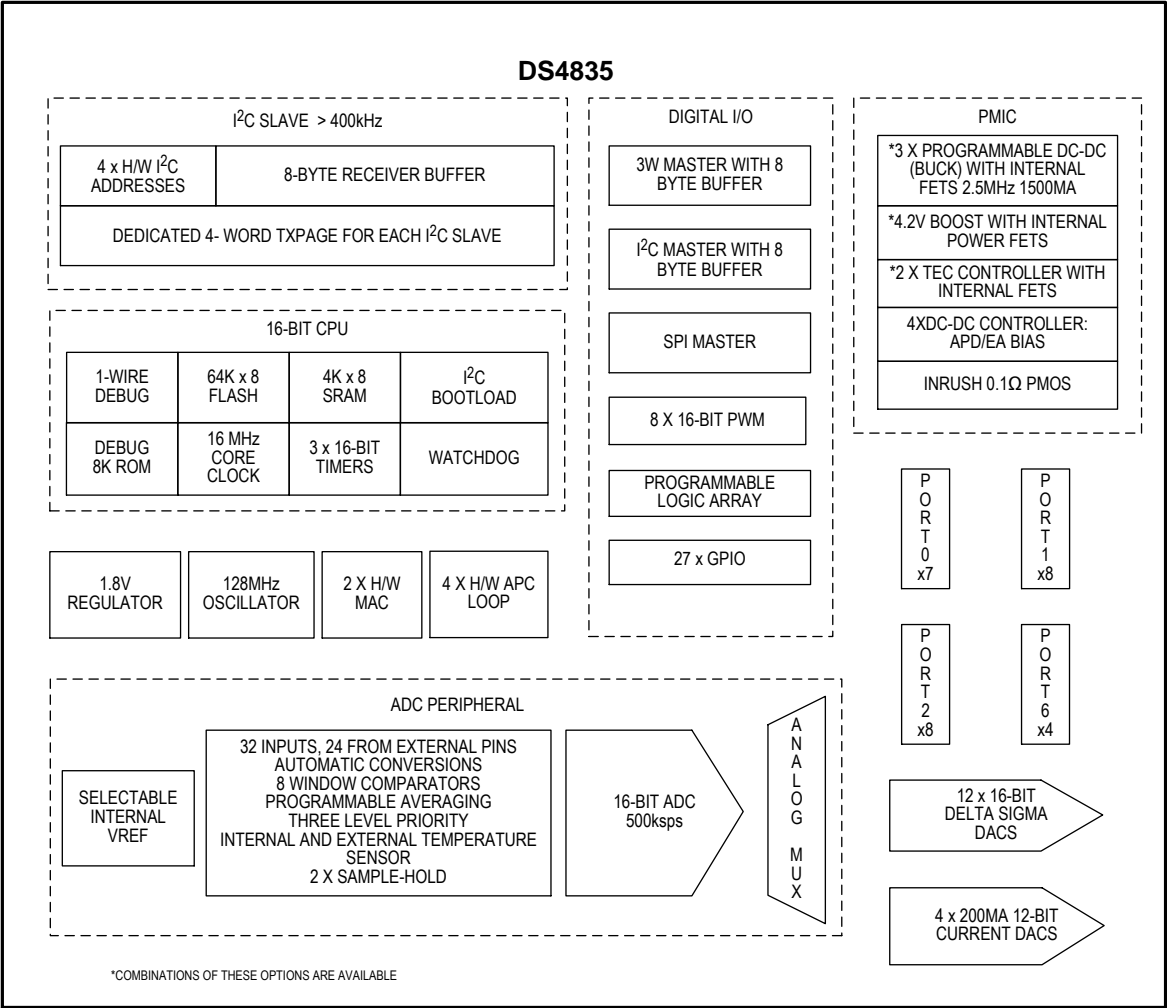 DS4835
I²C SLAVE > 400kHz
4 x H/W I²C
ADDRESSES
8-BYTE RECEIVER BUFFER
DEDICATED 4- WORD TXPAGE FOR EACH I²C SLAVE
16-BIT CPU
1-WIRE
DEBUG
64K x 8
FLASH
4K x 8
SRAM
I²C
BOOTLOAD
DEBUG
8K ROM
16 MHz
CORE
CLOCK
3 x 16-BIT
TIMERS
WATCHDOG
1.8V
REGULATOR
128MHz
OSCILLATOR
2 X H/W
MAC
4 X H/W APC
LOOP
DIGITAL I/O
3W MASTER WITH 8
BYTE BUFFER
I²C MASTER WITH 8
BYTE BUFFER
SPI MASTER
8 X 16-BIT PWM
PROGRAMMABLE
LOGIC ARRAY
27 x GPIO
PMIC
*3 X PROGRAMMABLE DC-DC
(BUCK) WITH INTERNAL
FETS 2.5MHz 1500MA
*4.2V BOOST WITH INTERNAL
POWER FETS
*2 X TEC CONTROLLER WITH
INTERNAL FETS
4XDC-DC CONTROLLER:
APD/EA BIAS
INRUSH 0.1Ω PMOS
PORT0
x7
PORT1
x8
PORT2
x8
PORT6
x4
ADC PERIPHERAL
SELECTABLE
INTERNAL
VREF
32 INPUTS, 24 FROM EXTERNAL PINS
AUTOMATIC CONVERSIONS
8 WINDOW COMPARATORS
PROGRAMMABLE AVERAGING
THREE LEVEL PRIORITY
INTERNAL AND EXTERNAL TEMPERATURE
SENSOR
2 X SAMPLE-HOLD
16-BIT ADC
500ksps
ANALOG MUX
12 x 16-BIT
DELTA SIGMA
DACS
4 x 200MA 12-BIT
CURRENT DACS
*COMBINATIONS OF THESE OPTIONS ARE AVAILABLE